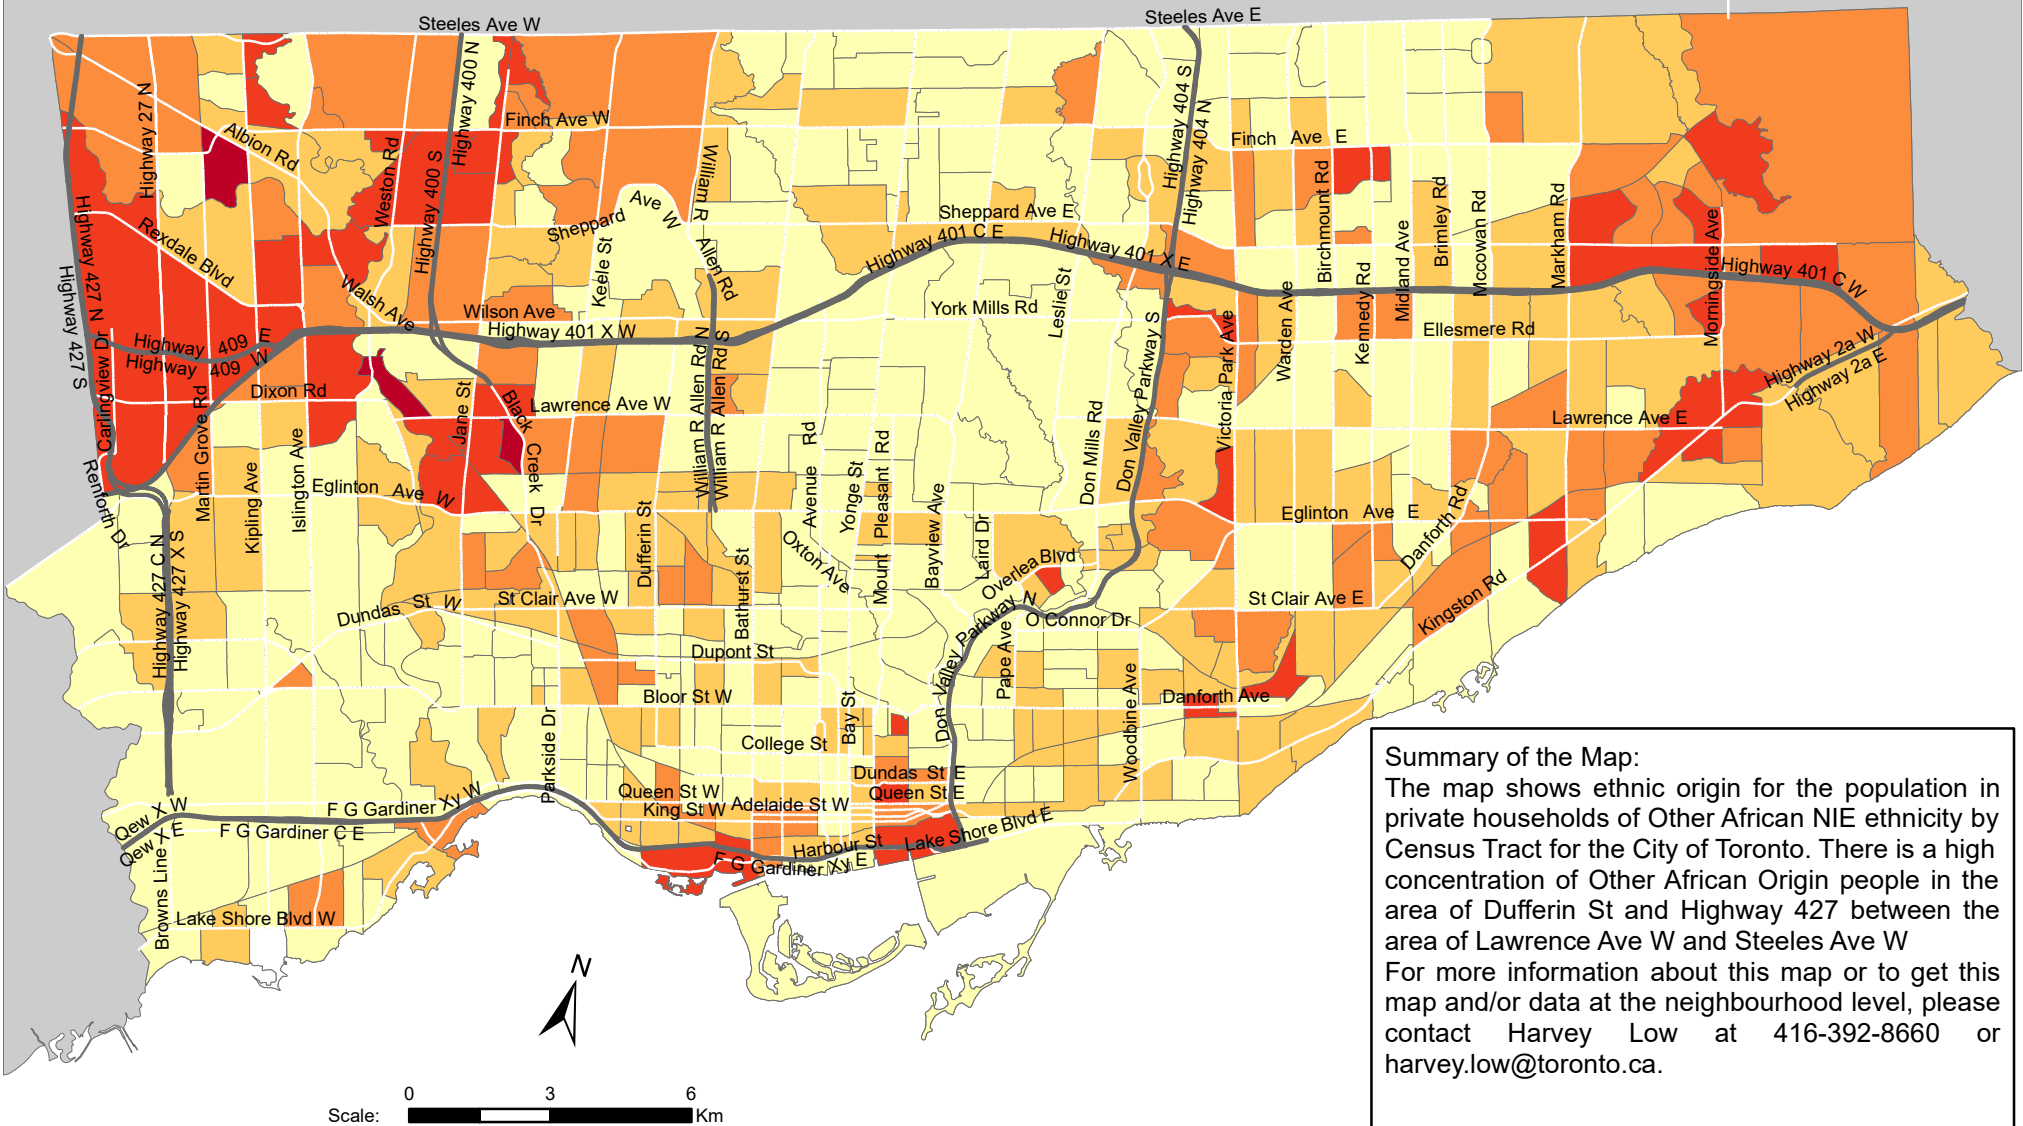 Steeles Ave W
Steeles Ave E
Highway 400 N
Highway 404 S
Highway 404 N
Highway 27 N
Finch Ave W
Finch Ave E
Albion Rd
Weston Rd
Highway 400 S
William R
Allen Rd
Birchmount Rd
Brimley Rd
Mccowan Rd
Markham Rd
Midland Ave
Kennedy Rd
Warden Ave
Morningside Ave
Sheppard Ave W
Sheppard Ave E
Keele St
Highway 427 N
Highway 427 S
Rexdale Blvd
Walsh Ave
Wilson Ave
Highway 401 X W
Highway 401 C E
Highway 401 X E
Highway 401 C W
York Mills Rd
Leslie St
Ellesmere Rd
Highway 2a W
Highway 2a E
Highway 409 E
Highway 409 W
Carlingview Dr
Martin Grove Rd
Dixon Rd
Jane St
Black Creek Dr
Lawrence Ave W
Lawrence Ave E
William R Allen Rd N
William R Allen Rd S
Don Valley Parkway S
Victoria Park Ave
Don Mills Rd
Renforth Dr
Kipling Ave
Islington Ave
Eglinton Ave W
Eglinton Ave E
Avenue Rd
Yonge St
Mount Pleasant Rd
Bayview Ave
Laird Dr
Overlea Blvd
Danforth Rd
Dufferin St
Bathurst St
Oxton Ave
Highway 427 C N
Highway 427 X S
Dundas St W
St Clair Ave W
St Clair Ave E
Kingston Rd
O Connor Dr
Don Valley Parkway N
Pape Ave
Dupont St
Bloor St W
Danforth Ave
Woodbine Ave
Parkside Dr
Bay St
College St
Dundas St E
Queen St W
Queen St E
King St W
Adelaide St W
Qew X W
Qew X E
F G Gardiner Xy W
F G Gardiner C E
Harbour St
Lake Shore Blvd E
F G Gardiner Xy E
Browns Line
Lake Shore Blvd W
N
Scale:
0 3 6
Km
Summary of the Map:
The map shows ethnic origin for the population in
private households of Other African NIE ethnicity by
Census Tract for the City of Toronto. There is a high
concentration of Other African Origin people in the
area of Dufferin St and Highway 427 between the
area of Lawrence Ave W and Steeles Ave W
For more information about this map or to get this
map and/or data at the neighbourhood level, please
contact Harvey Low at 416-392-8660 or
harvey.low@toronto.ca.